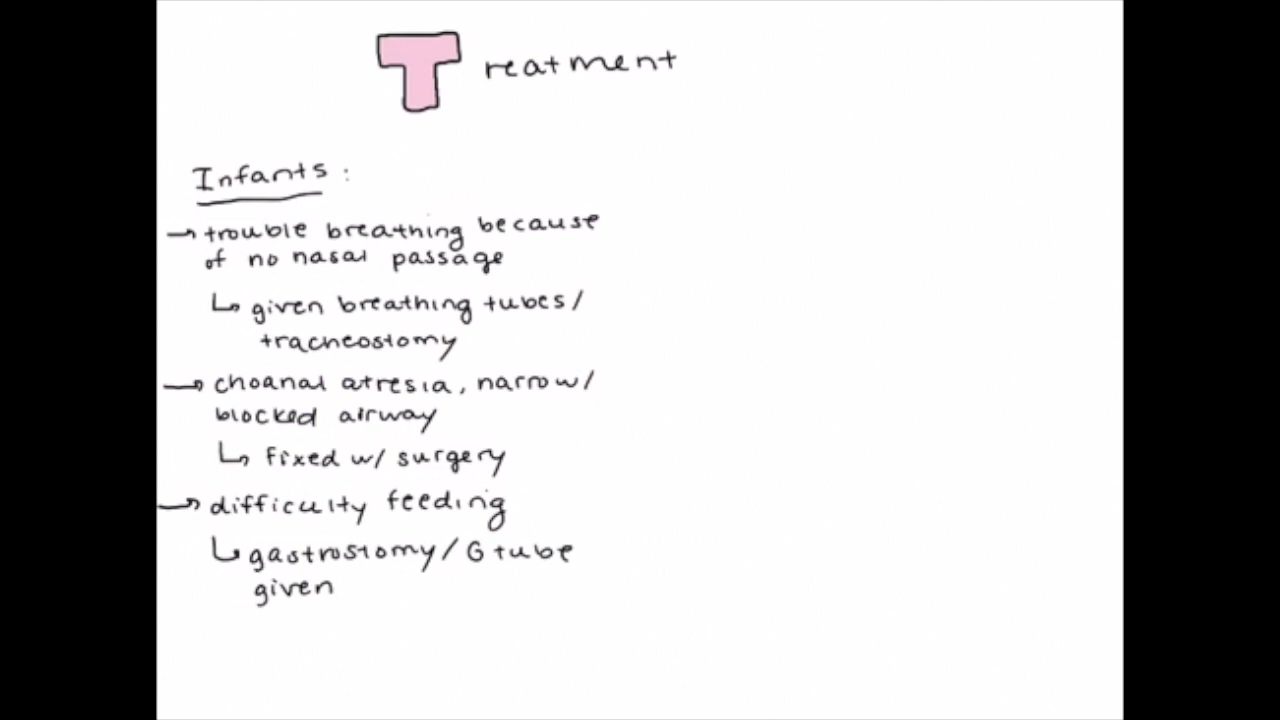 Treatment
Infants:
→ trouble breathing because
of no nasal passage
↳ given breathing tubes/
tracheostomy
→ choanal atresia, narrow/
blocked airway
↳ fixed w/ surgery
→ difficulty feeding
↳ gastrostomy/G tube
given